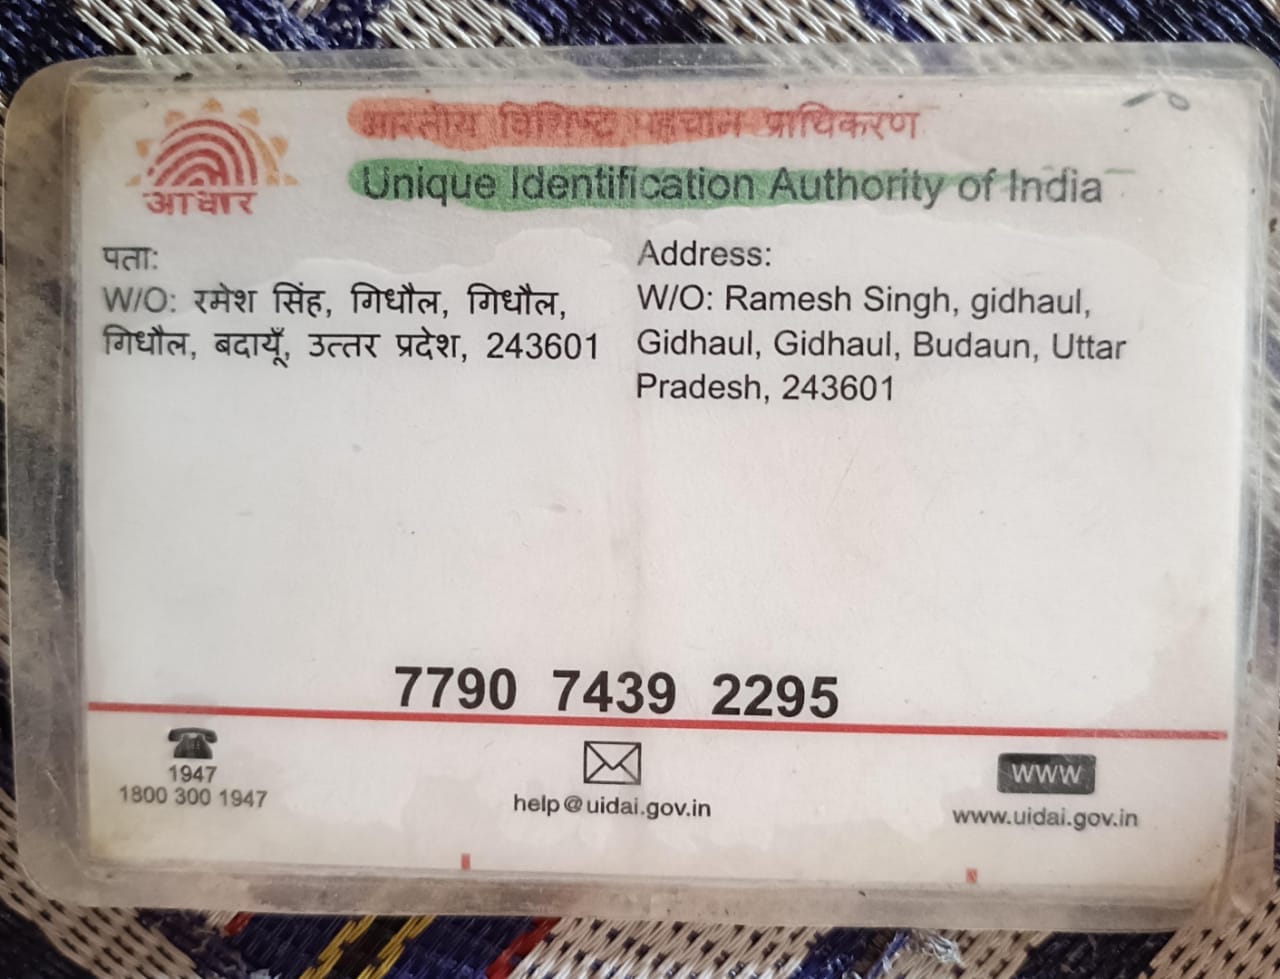 आधार
भारतीय विशिष्ट पहचान प्राधिकरण
Unique Identification Authority of India
पता:
W/O: रमेश सिंह, गिधौल, गिधौल,
गिधौल, बदायूँ, उत्तर प्रदेश, 243601
Address:
W/O: Ramesh Singh, gidhaul,
Gidhaul, Gidhaul, Budaun, Uttar
Pradesh, 243601
7790 7439 2295
1947
1800 300 1947
help@uidai.gov.in
WWW
www.uidai.gov.in